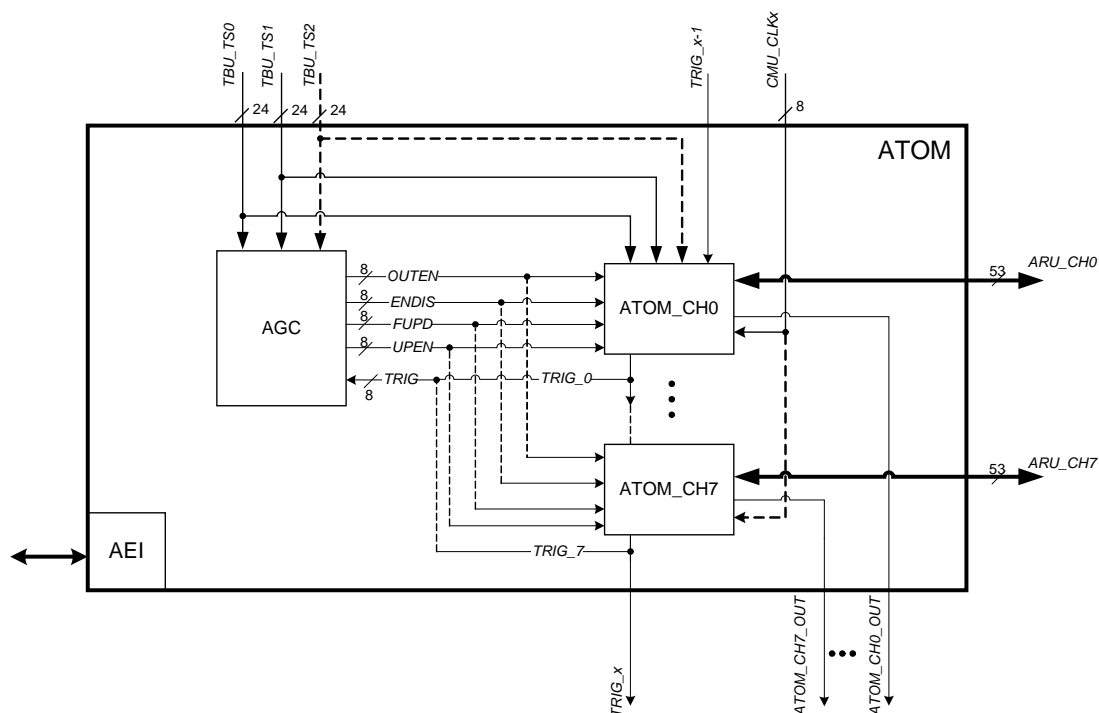 TBU_TS0
TBU_TS1
TBU_TS2
TRIG_x-1
CMU_CLKx
24
24
24
8
ATOM
AGC
8
OUTEN
8
ENDIS
8
FUPD
8
UPEN
8
TRIG
TRIG_0
ATOM_CH0
53
ARU_CH0
ATOM_CH7
53
ARU_CH7
TRIG_7
AEI
TRIG_x
ATOM_CH7_OUT
ATOM_CH0_OUT